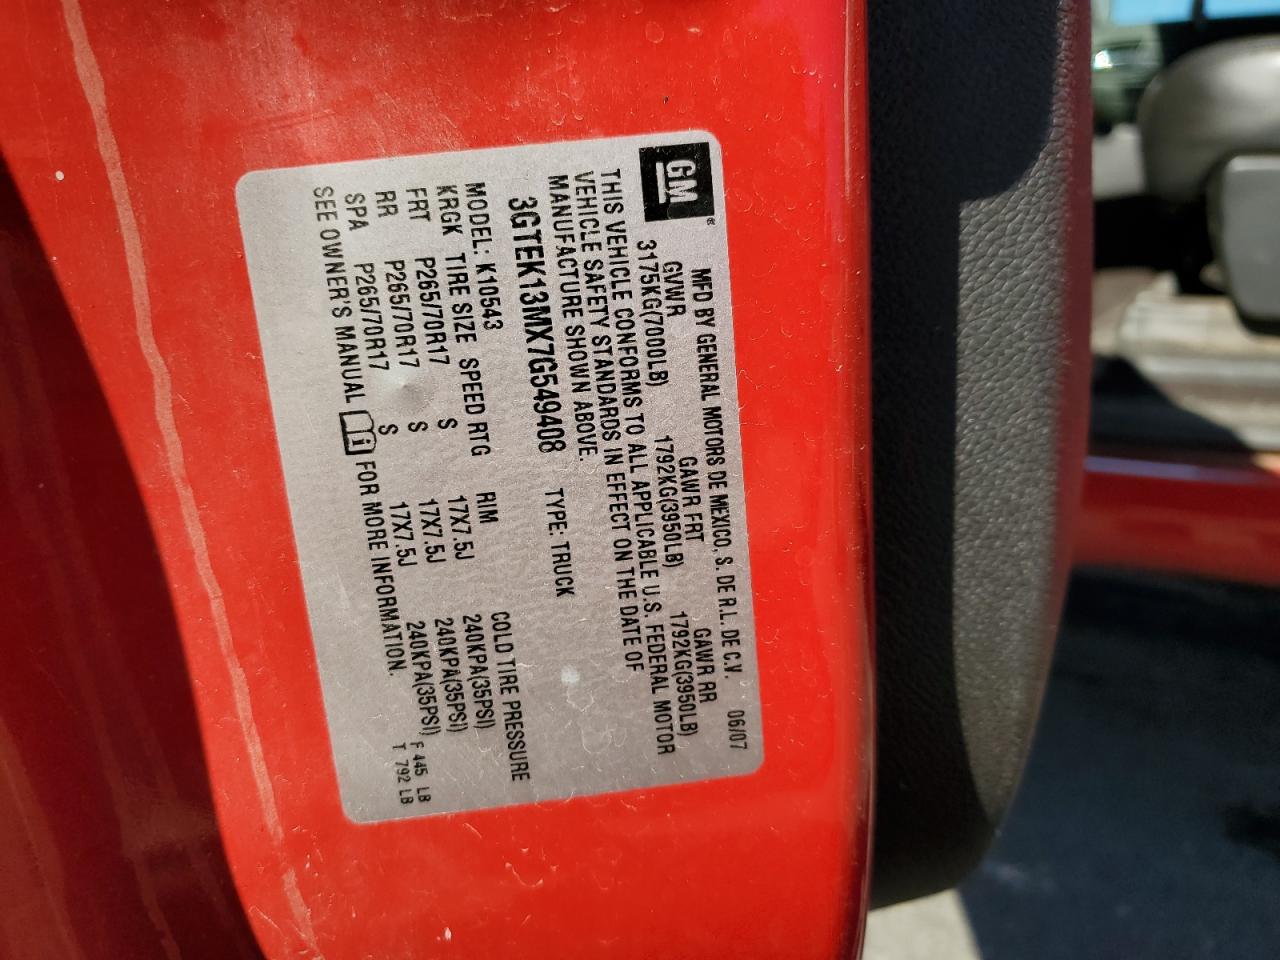 GM®
MFD BY GENERAL MOTORS DE MEXICO, S. DE R.L. DE C.V. 06/07
GVWR GAWR FRT GAWR RR
3175KG(7000LB) 1792KG(3950LB) 1792KG(3950LB)
THIS VEHICLE CONFORMS TO ALL APPLICABLE U.S. FEDERAL MOTOR
VEHICLE SAFETY STANDARDS IN EFFECT ON THE DATE OF
MANUFACTURE SHOWN ABOVE.
3GTEK13MX7G549408 TYPE: TRUCK
MODEL: K10543
KRGK TIRE SIZE SPEED RTG RIM COLD TIRE PRESSURE
FRT P265/70R17 S 17X7.5J 240KPA(35PSI)
RR P265/70R17 S 17X7.5J 240KPA(35PSI)
SPA P265/70R17 S 17X7.5J 240KPA(35PSI)
SEE OWNER'S MANUAL FOR MORE INFORMATION.
F 445 LB
T 792 LB